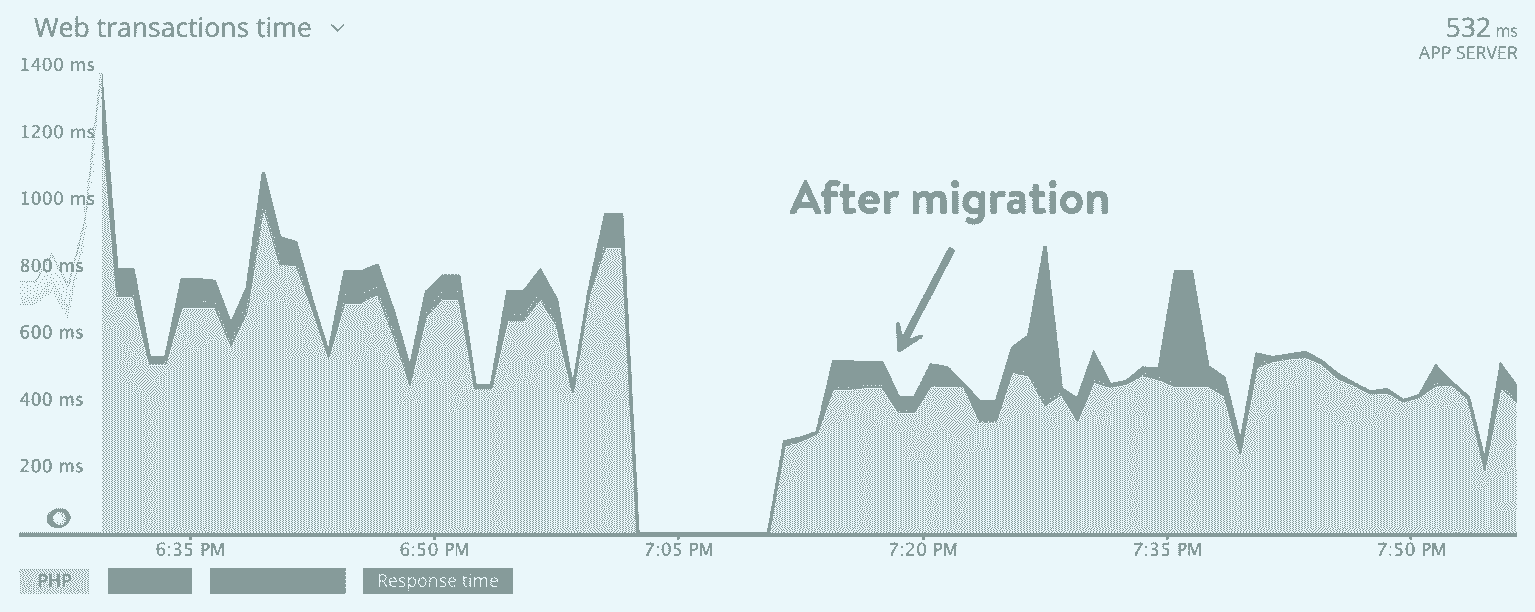 Web transactions time
532 ms
APP SERVER
1400 ms
1200 ms
1000 ms
800 ms
600 ms
400 ms
200 ms
After migration
6:35 PM 6:50 PM 7:05 PM 7:20 PM 7:35 PM 7:50 PM
PHP Response time